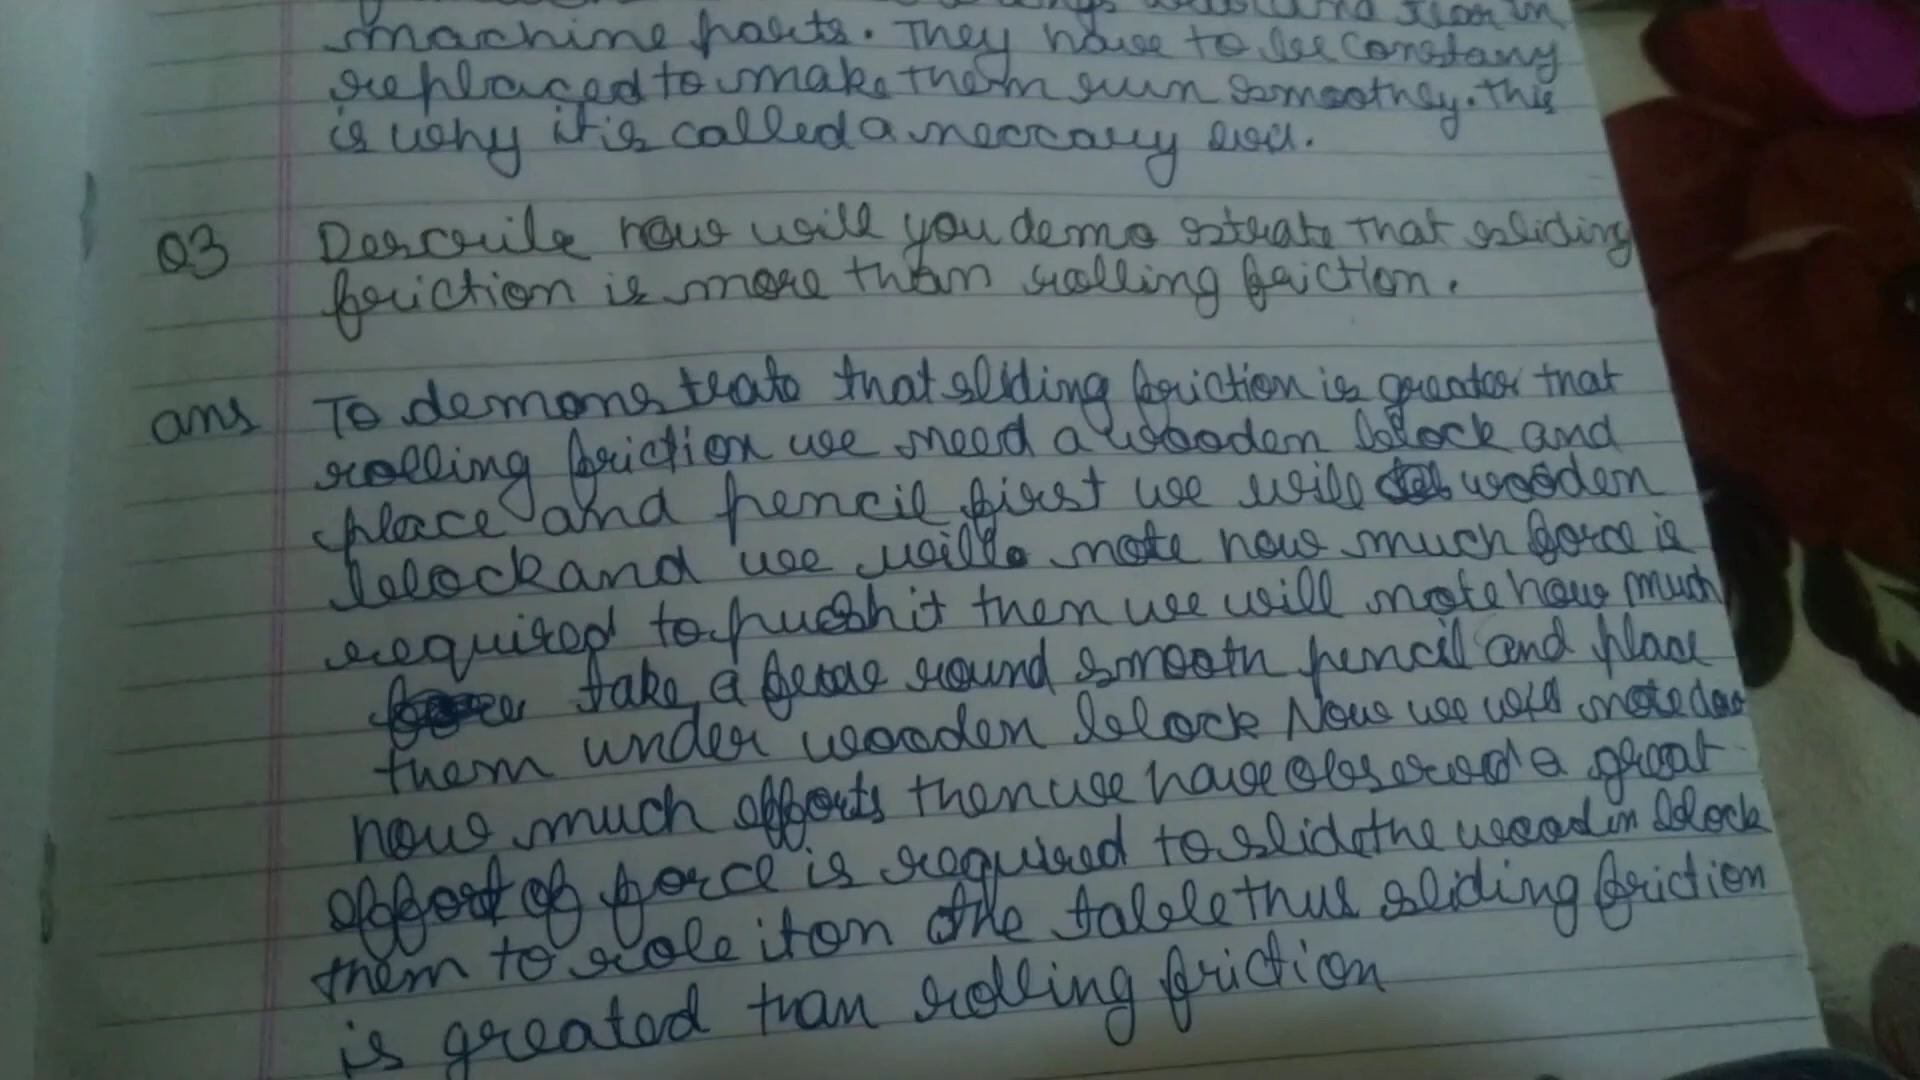 machine parts. They have to be constany
replaced to make them run smoothey. This
is why it is called a neccary evil.
Q3 Describe how will you demo strate that sliding
friction is more than rolling friction.
ans To demonstrate that sliding friction is greater that
rolling friction we need a wooden block and
place and pencil first we will wooden
block and we will note how much force is
required to push it then we will note how much
take a few round smooth pencil and place
them under wooden block Now we will note
how much efforts then we have observed a great
effort of force is required to slide the wooden block
them to role it on the table thus sliding friction
is greated than rolling friction